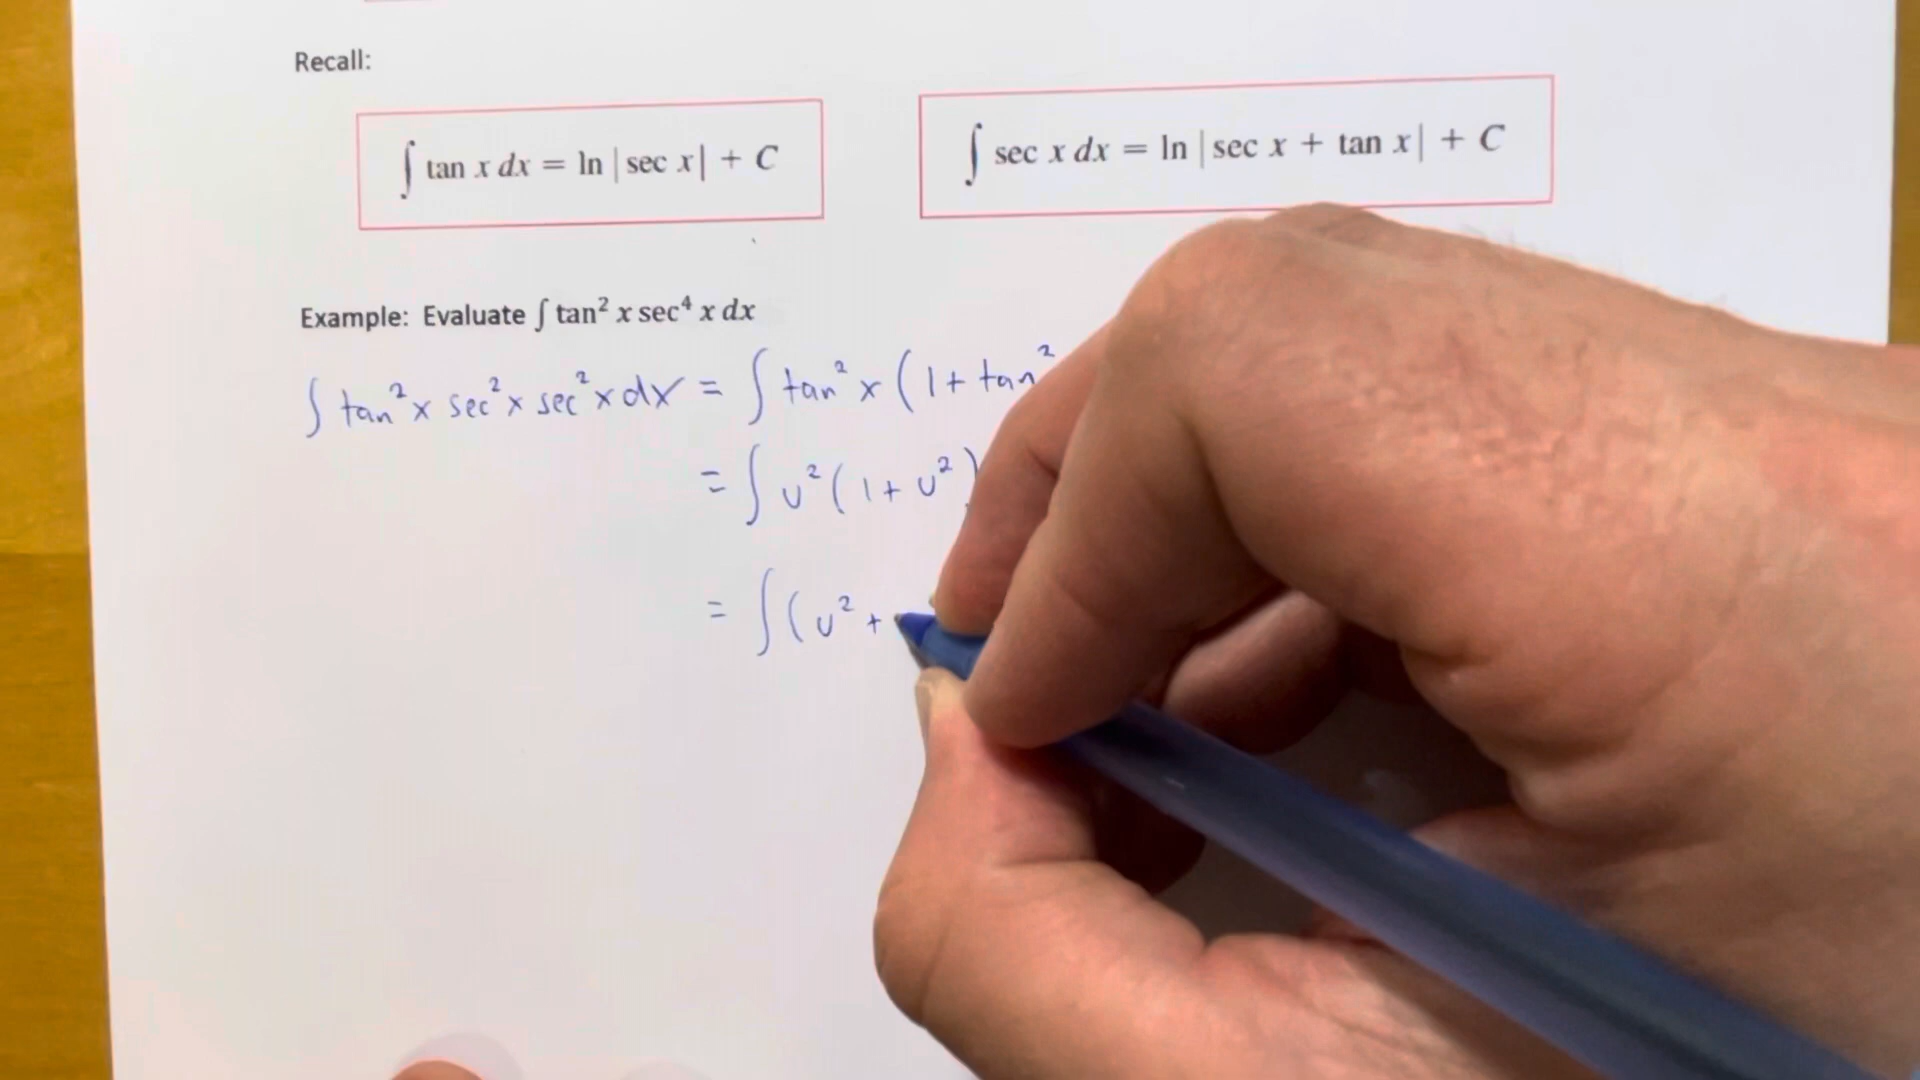 Recall:
∫ tan x dx = ln |sec x| + C
∫ sec x dx = ln |sec x + tan x| + C
Example: Evaluate ∫ tan² x sec⁴ x dx
∫ tan²x sec²x sec²x dx = ∫ tan²x (1 + tan²
= ∫ u² (1 + u²)
= ∫ (u² +